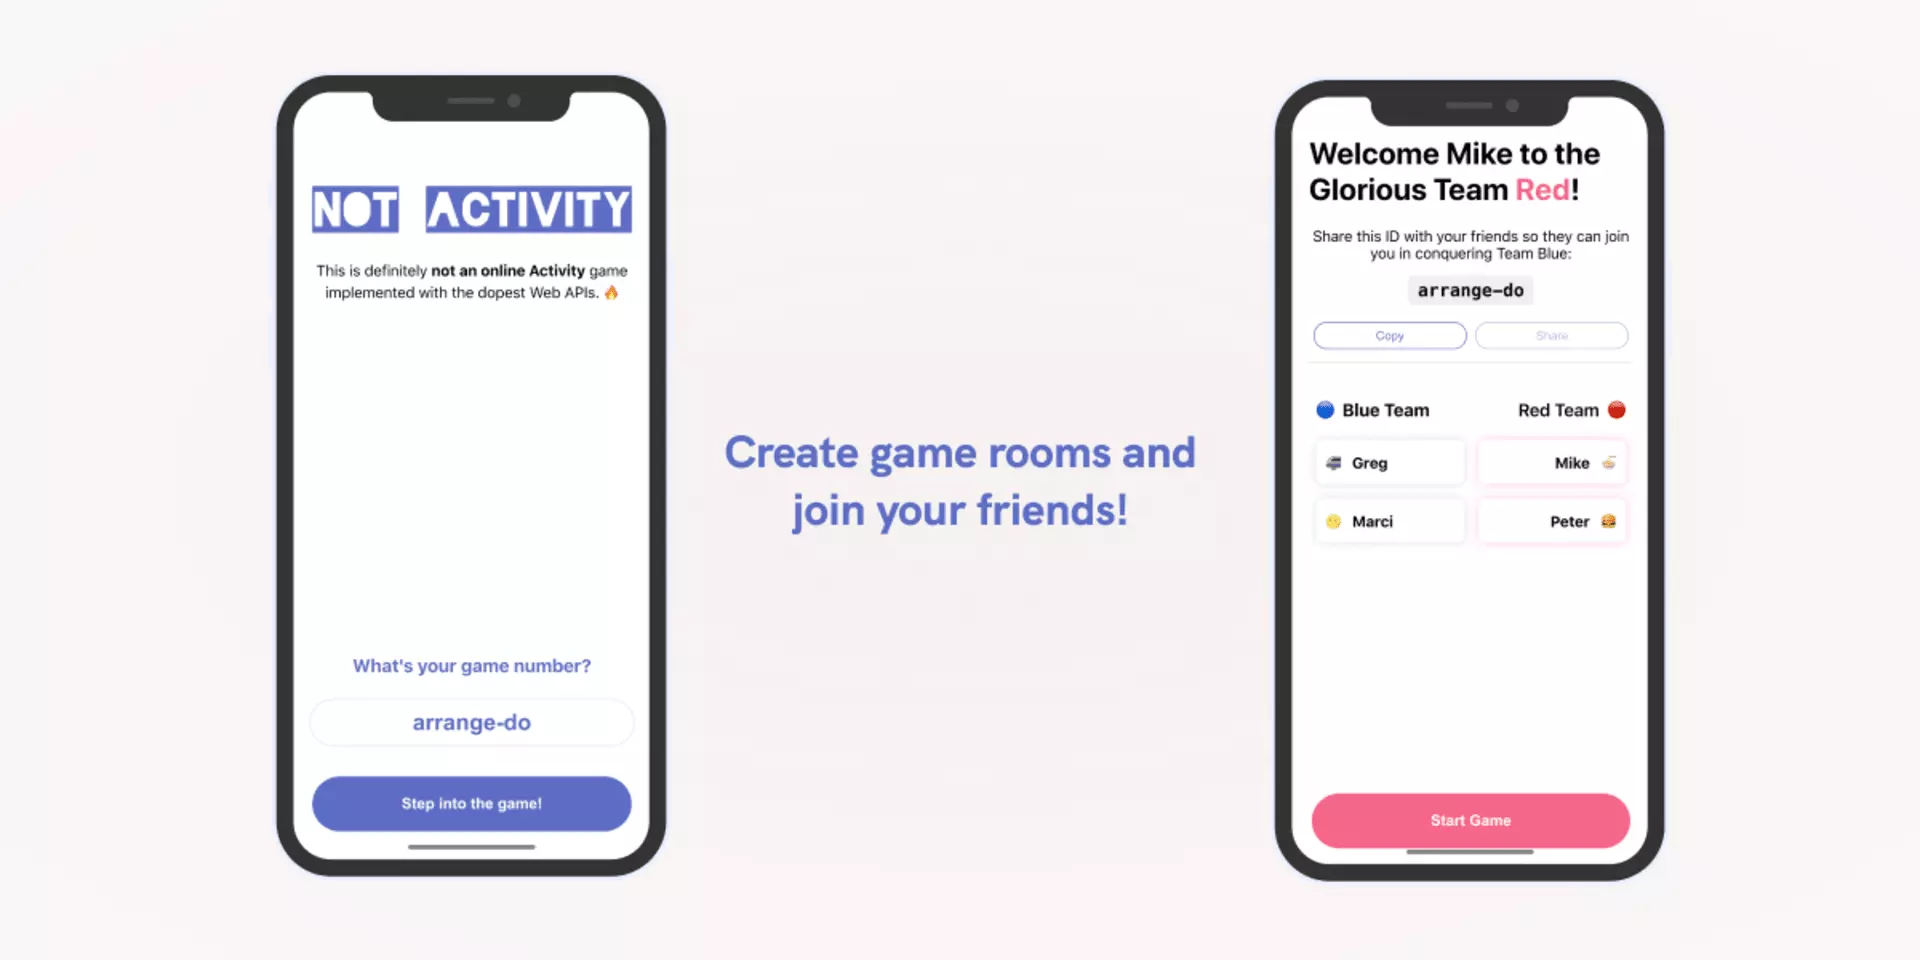 NOT ACTIVITY
This is definitely not an online Activity game
implemented with the dopest Web APIs. 🔥
What's your game number?
arrange-do
Step into the game!
Create game rooms and
join your friends!
Welcome Mike to the
Glorious Team Red!
Share this ID with your friends so they can join
you in conquering Team Blue:
arrange-do
Copy
Share
Blue Team
Red Team
Greg
Mike
Marci
Peter
Start Game